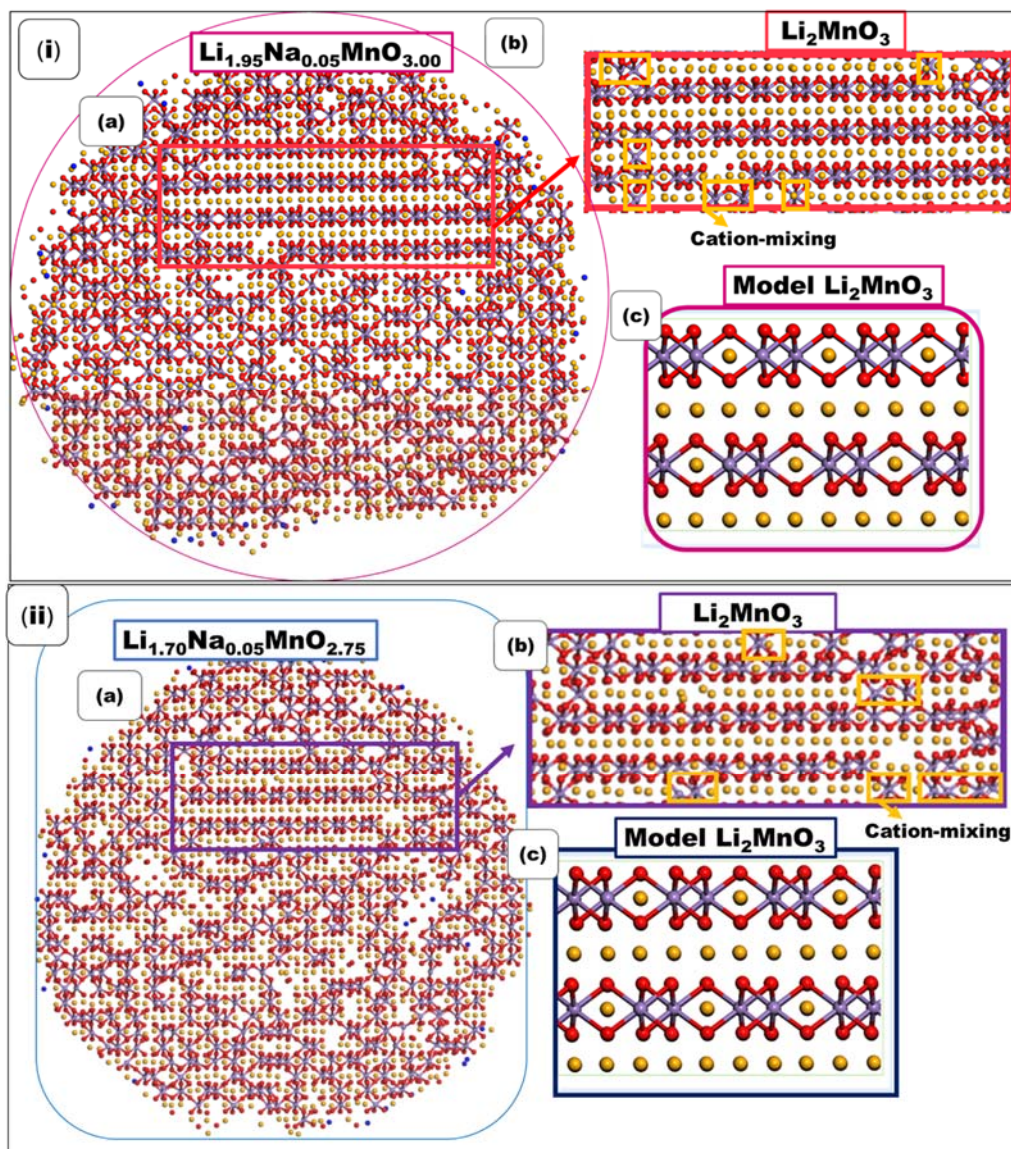 (i)
Li₁.₉₅Na₀.₀₅MnO₃.₀₀
(a)
(b)
Li₂MnO₃
Cation-mixing
Model Li₂MnO₃
(c)
(ii)
Li₁.₇₀Na₀.₀₅MnO₂.₇₅
(a)
(b)
Li₂MnO₃
Cation-mixing
(c)
Model Li₂MnO₃